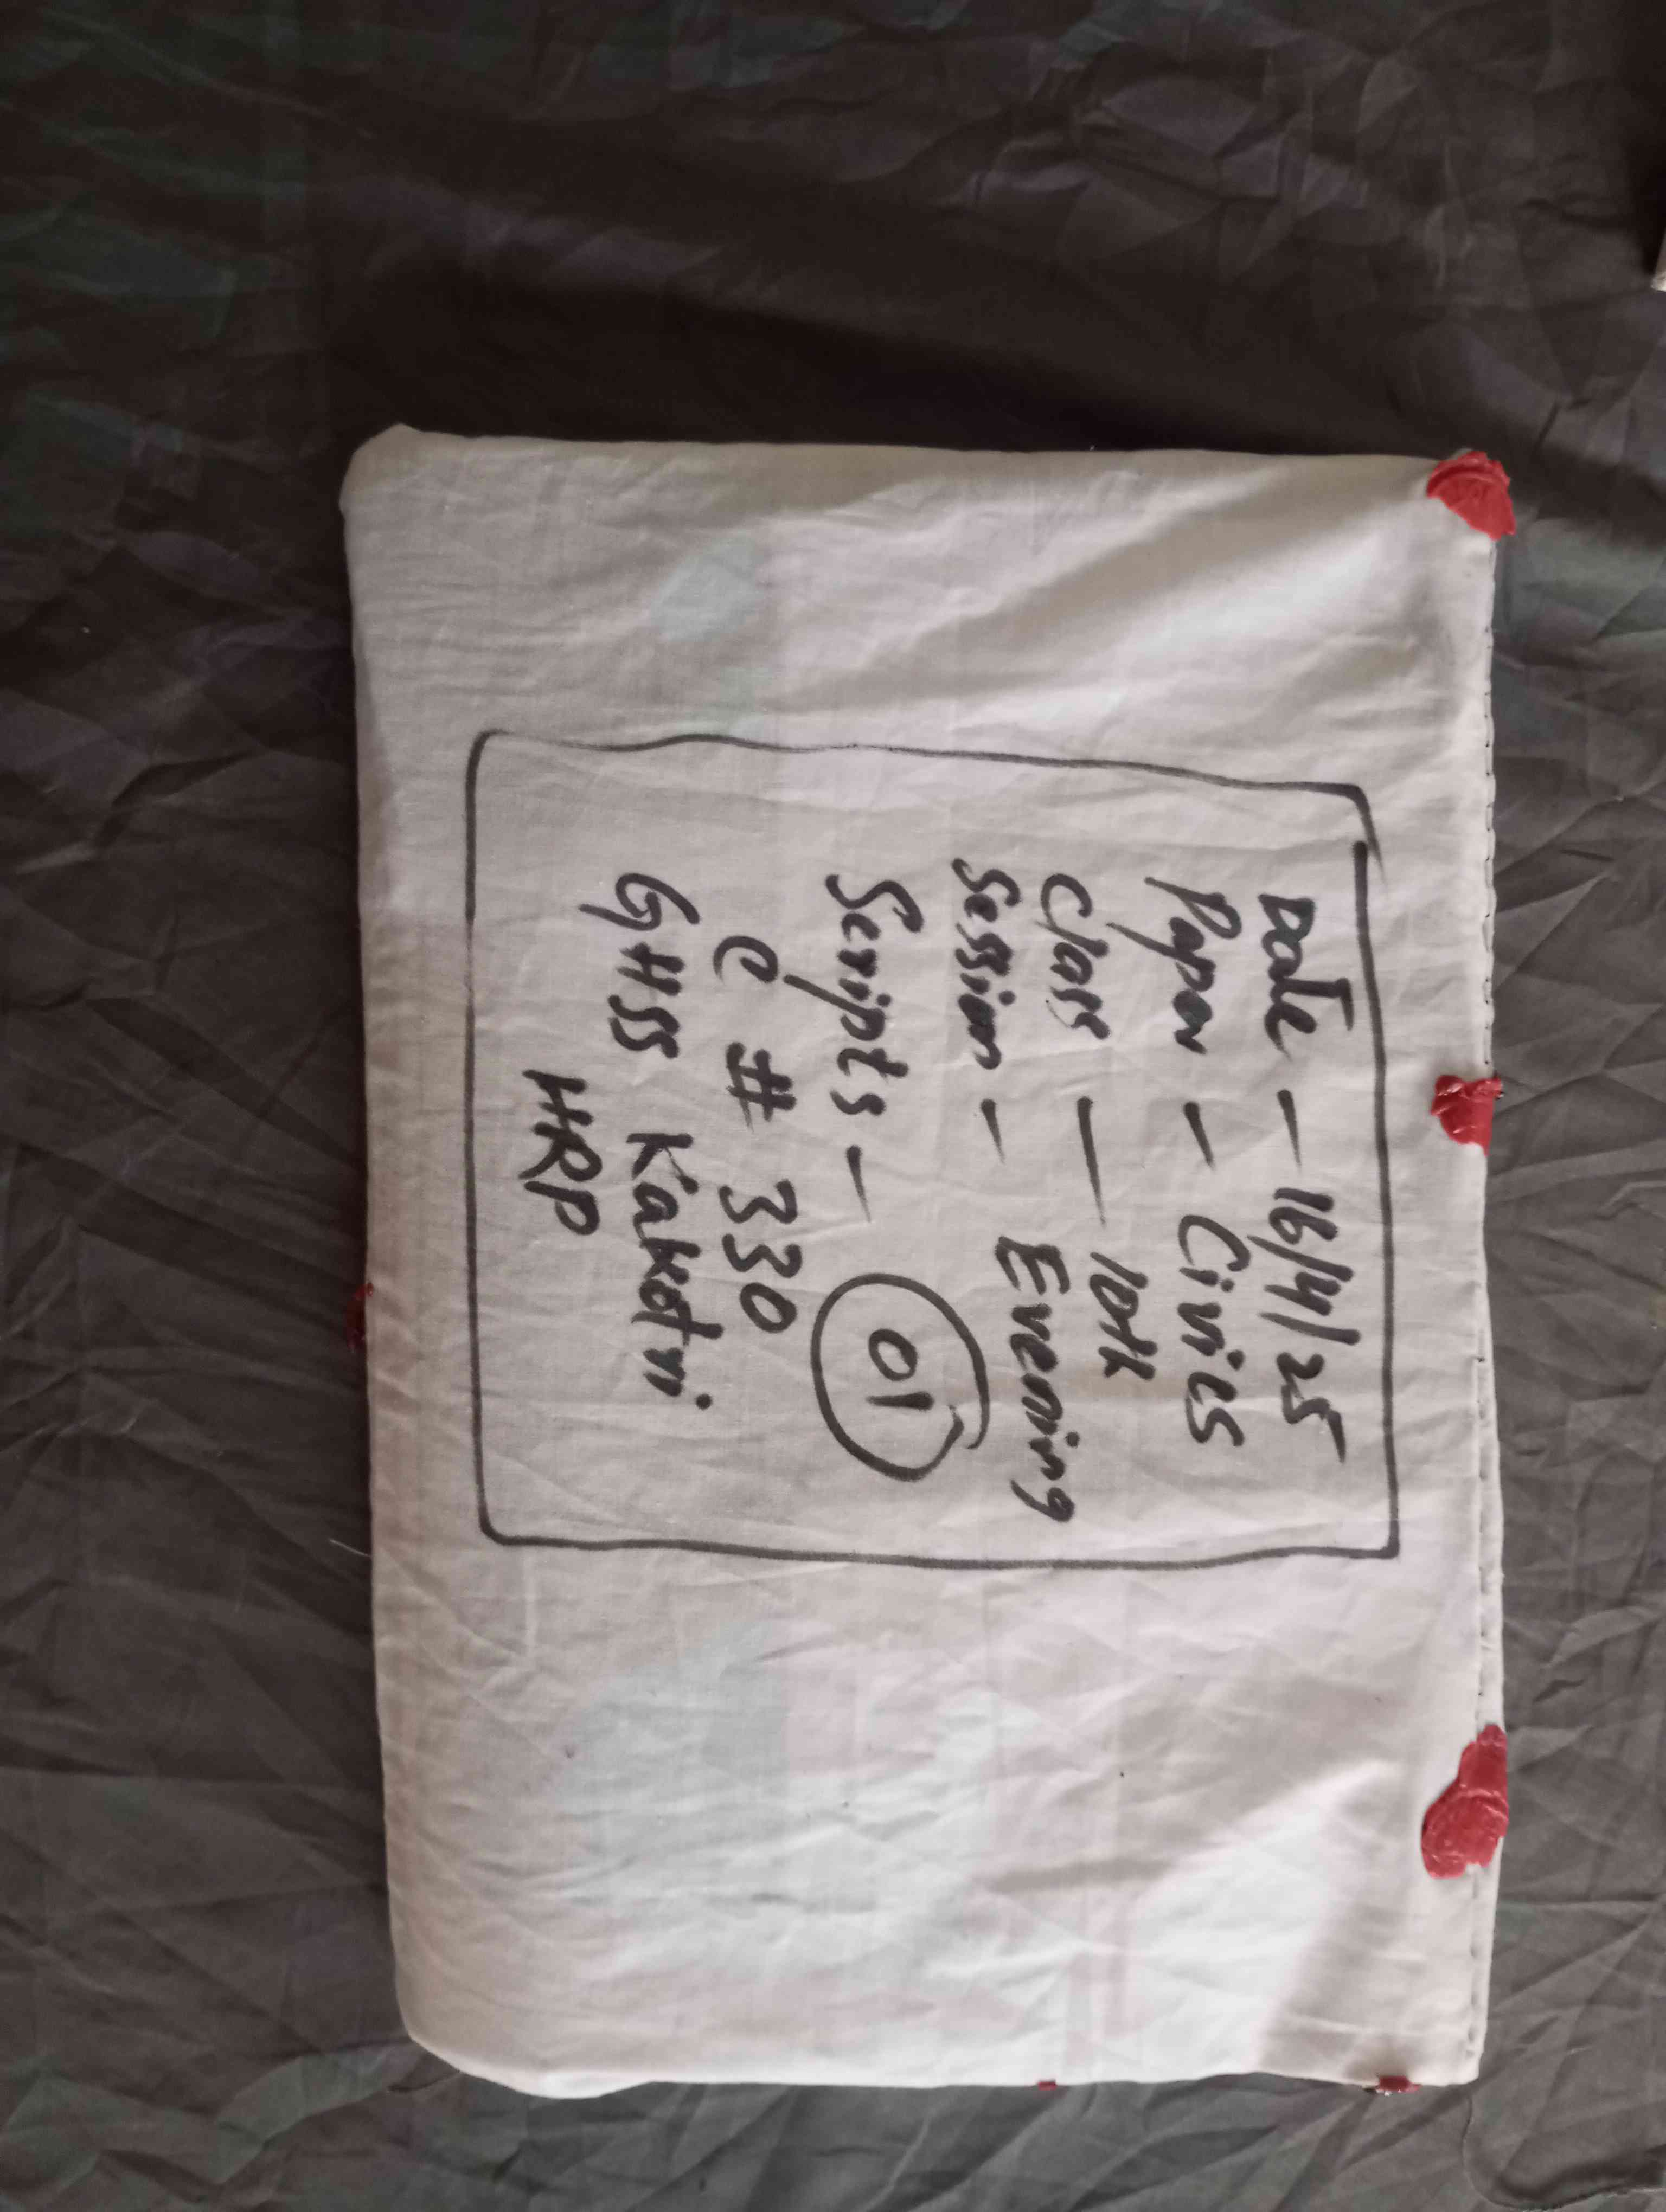 Date - 16/4/25
Paper - Civics
Class - 10th
Session - Evening
Scripts - 01
C # 330
GHSS Kakotri
HRP